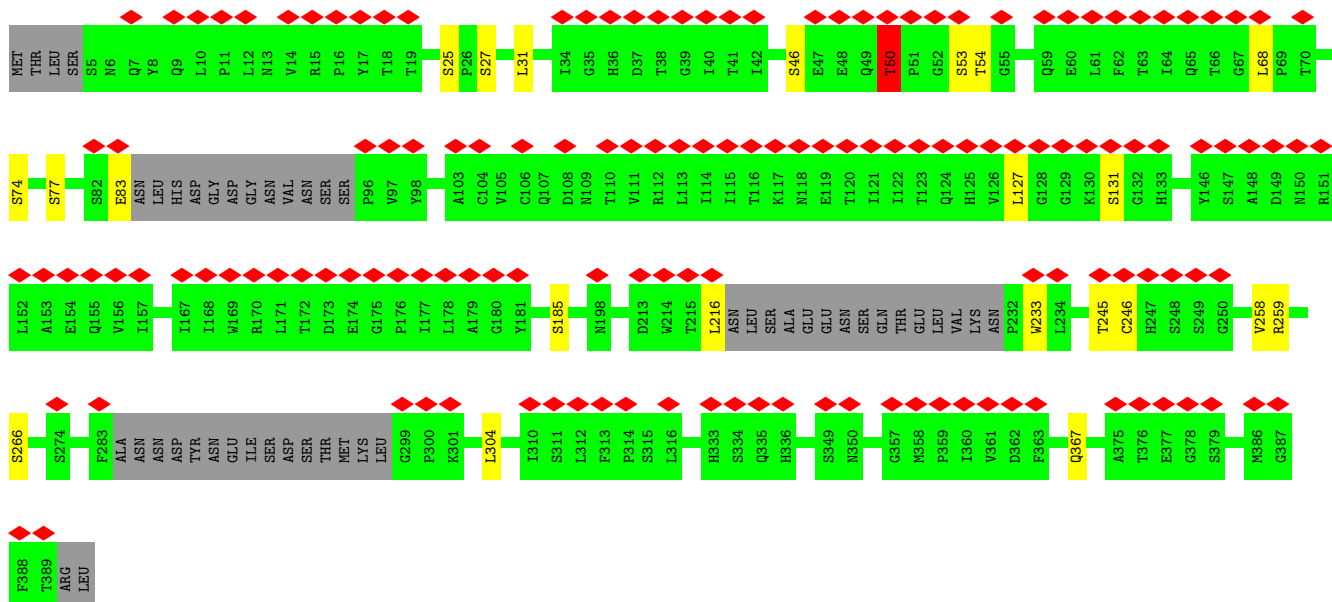 MET THR LEU SER S5 N6 Q7 Y8 Q9 L10 P11 L12 N13 V14 R15 P16 Y17 T18 T19 S25 P26 S27 L31 I34 G35 H36 D37 T38 G39 I40 T41 I42 S46 E47 E48 Q49 T50 P51 G52 S53 T54 G55 Q59 E60 L61 F62 T63 I64 Q65 T66 G67 L68 P69 T70
S74 S77 S82 E83 ASN LEU HIS ASP GLY ASP GLY ASN VAL ASN SER SER P96 V97 Y98 A103 C104 V105 C106 Q107 D108 N109 T110 V111 R112 L113 I114 I115 T116 K117 N118 E119 T120 I121 I122 T123 Q124 H125 V126 L127 G128 G129 K130 S131 G132 H133 Y146 S147 A148 D149 N150 R151
L152 A153 E154 Q155 V156 I157 I167 I168 W169 R170 L171 T172 D173 E174 G175 P176 I177 L178 A179 G180 Y181 S185 N198 D213 W214 T215 L216 ASN LEU SER ALA GLU GLU ASN SER GLN THR GLU LEU VAL LYS ASN P232 W233 L234 T245 C246 H247 S248 S249 G250 V258 R259
S266 S274 F283 ALA ASN ASN ASP TYR ASN GLU ILE SER ASP SER THR MET LYS LEU G299 P300 K301 L304 I310 S311 L312 F313 P314 S315 L316 H333 S334 Q335 H336 S349 N350 G357 M358 P359 I360 V361 D362 F363 Q367 A375 T376 E377 G378 S379 M386 G387
F388 T389 ARG LEU